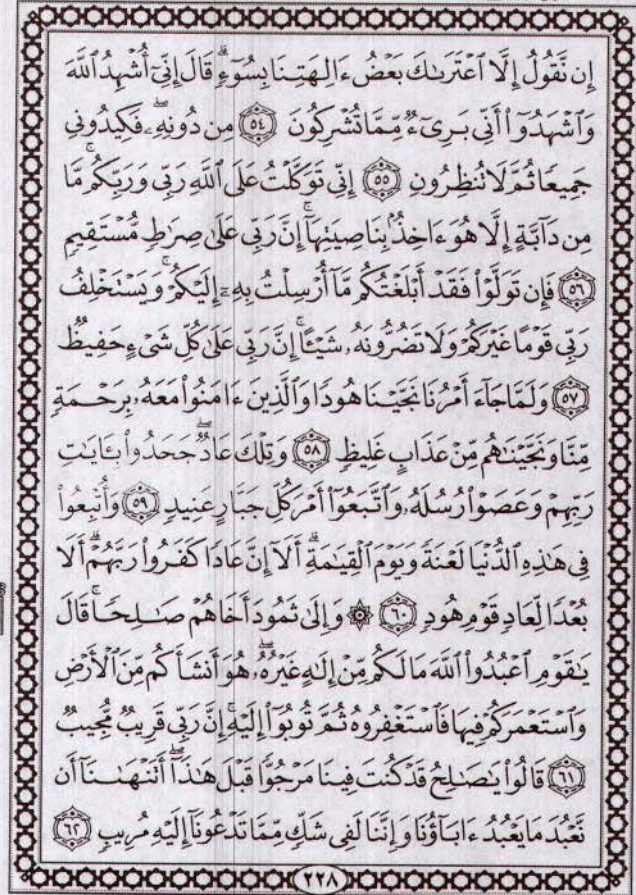 إِن نَّقُولُ إِلَّا ٱعْتَرَىٰكَ بَعْضُ ءَالِهَتِنَا بِسُوٓءٍۗ قَالَ إِنِّىٓ أُشْهِدُ ٱللَّهَ
وَٱشْهَدُوٓا۟ أَنِّى بَرِىٓءٌ مِّمَّا تُشْرِكُونَ ٥٤ مِن دُونِهِۦۖ فَكِيدُونِى
جَمِيعًا ثُمَّ لَا تُنظِرُونِ ٥٥ إِنِّى تَوَكَّلْتُ عَلَى ٱللَّهِ رَبِّى وَرَبِّكُمۚ مَّا
مِن دَآبَّةٍ إِلَّا هُوَ ءَاخِذٌۢ بِنَاصِيَتِهَآۚ إِنَّ رَبِّى عَلَىٰ صِرَٰطٍ مُّسْتَقِيمٍ
٥٦ فَإِن تَوَلَّوْا۟ فَقَدْ أَبْلَغْتُكُم مَّآ أُرْسِلْتُ بِهِۦٓ إِلَيْكُمْۚ وَيَسْتَخْلِفُ
رَبِّى قَوْمًا غَيْرَكُمْ وَلَا تَضُرُّونَهُۥ شَيْـًٔاۚ إِنَّ رَبِّى عَلَىٰ كُلِّ شَىْءٍ حَفِيظٌ
٥٧ وَلَمَّا جَآءَ أَمْرُنَا نَجَّيْنَا هُودًا وَٱلَّذِينَ ءَامَنُوا۟ مَعَهُۥ بِرَحْمَةٍ
مِّنَّا وَنَجَّيْنَٰهُم مِّنْ عَذَابٍ غَلِيظٍ ٥٨ وَتِلْكَ عَادٌۖ جَحَدُوا۟ بِـَٔايَٰتِ
رَبِّهِمْ وَعَصَوْا۟ رُسُلَهُۥ وَٱتَّبَعُوٓا۟ أَمْرَ كُلِّ جَبَّارٍ عَنِيدٍ ٥٩ وَأُتْبِعُوا۟
فِى هَٰذِهِ ٱلدُّنْيَا لَعْنَةً وَيَوْمَ ٱلْقِيَٰمَةِۗ أَلَآ إِنَّ عَادًا كَفَرُوا۟ رَبَّهُمْۗ أَلَا
بُعْدًا لِّعَادٍ قَوْمِ هُودٍ ٦٠ ۞ وَإِلَىٰ ثَمُودَ أَخَاهُمْ صَٰلِحًاۚ قَالَ
يَٰقَوْمِ ٱعْبُدُوا۟ ٱللَّهَ مَا لَكُم مِّنْ إِلَٰهٍ غَيْرُهُۥۖ هُوَ أَنشَأَكُم مِّنَ ٱلْأَرْضِ
وَٱسْتَعْمَرَكُمْ فِيهَا فَٱسْتَغْفِرُوهُ ثُمَّ تُوبُوٓا۟ إِلَيْهِۚ إِنَّ رَبِّى قَرِيبٌ مُّجِيبٌ
٦١ قَالُوا۟ يَٰصَٰلِحُ قَدْ كُنتَ فِينَا مَرْجُوًّا قَبْلَ هَٰذَآۖ أَتَنْهَىٰنَآ أَن
نَّعْبُدَ مَا يَعْبُدُ ءَابَآؤُنَا وَإِنَّنَا لَفِى شَكٍّ مِّمَّا تَدْعُونَآ إِلَيْهِ مُرِيبٍ ٦٢
٢٢٨